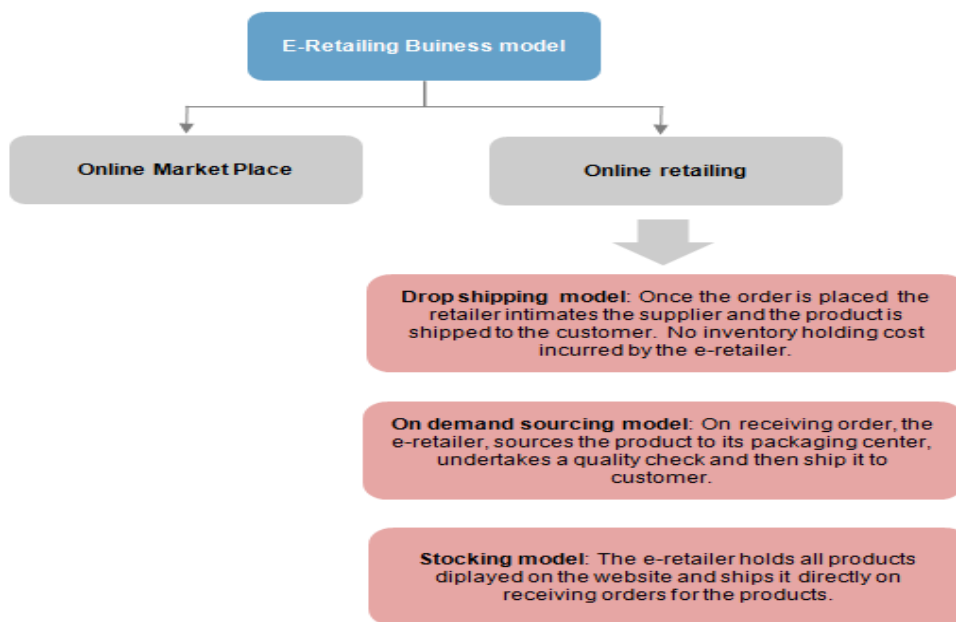 E-Retailing Buiness model
Online Market Place
Online retailing
Drop shipping model: Once the order is placed the
retailer intimates the supplier and the product is
shipped to the customer. No inventory holding cost
incurred by the e-retailer.
On demand sourcing model: On receiving order, the
e-retailer, sources the product to its packaging center,
undertakes a quality check and then ship it to
customer.
Stocking model: The e-retailer holds all products
diplayed on the website and ships it directly on
receiving orders for the products.